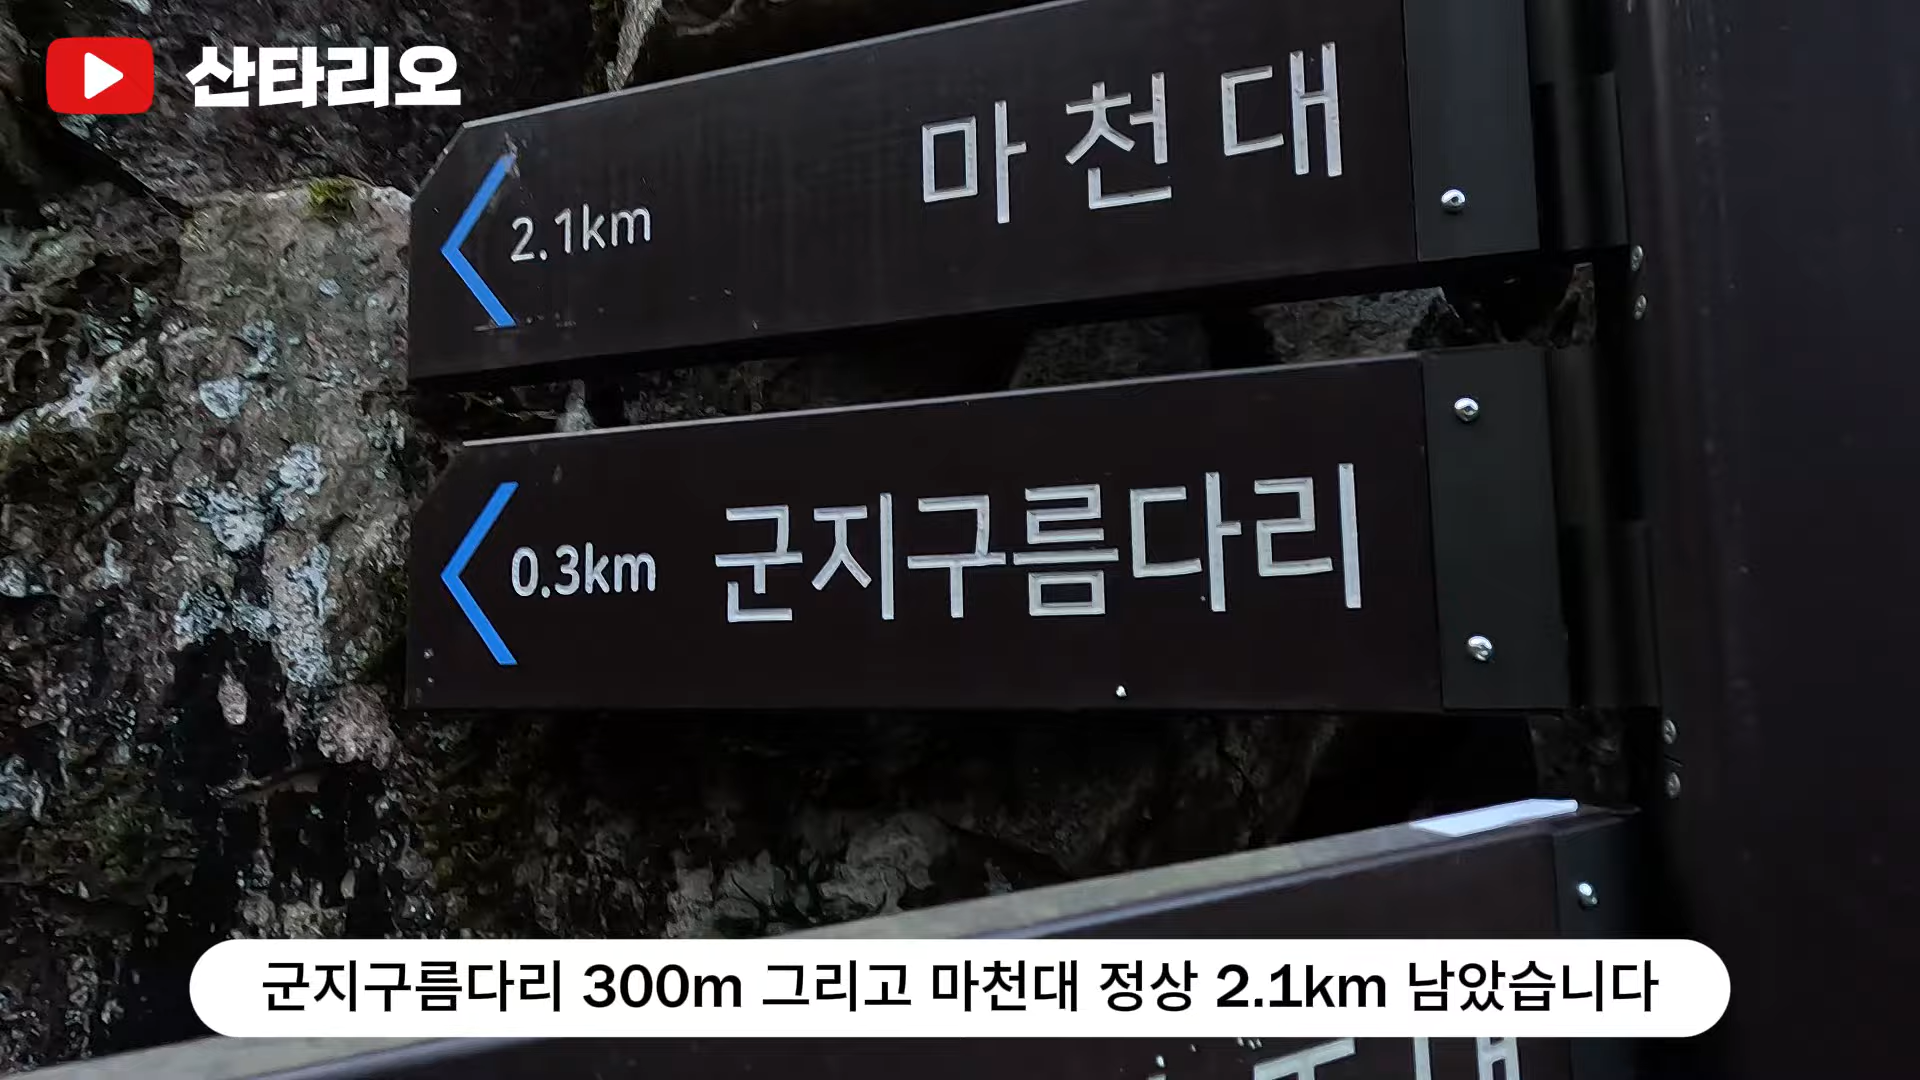 산타리오
마천대
2.1km
군지구름다리
0.3km
군지구름다리 300m 그리고 마천대 정상 2.1km 남았습니다